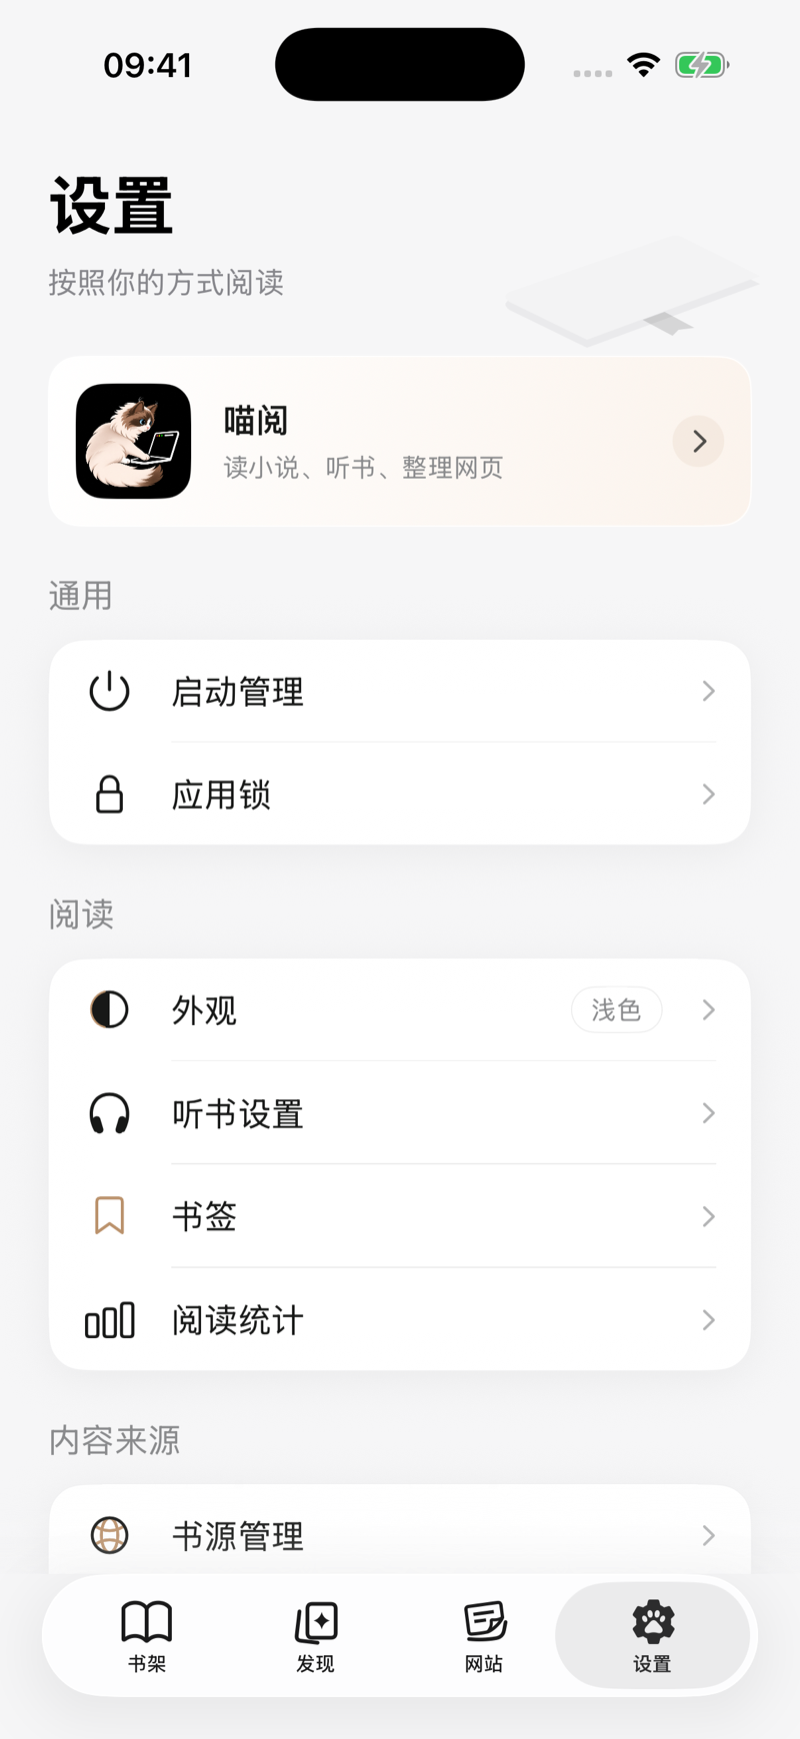 09:41
设置
按照你的方式阅读
喵阅
读小说、听书、整理网页
通用
启动管理
应用锁
阅读
外观
浅色
听书设置
书签
阅读统计
内容来源
书源管理
书架
发现
网站
设置